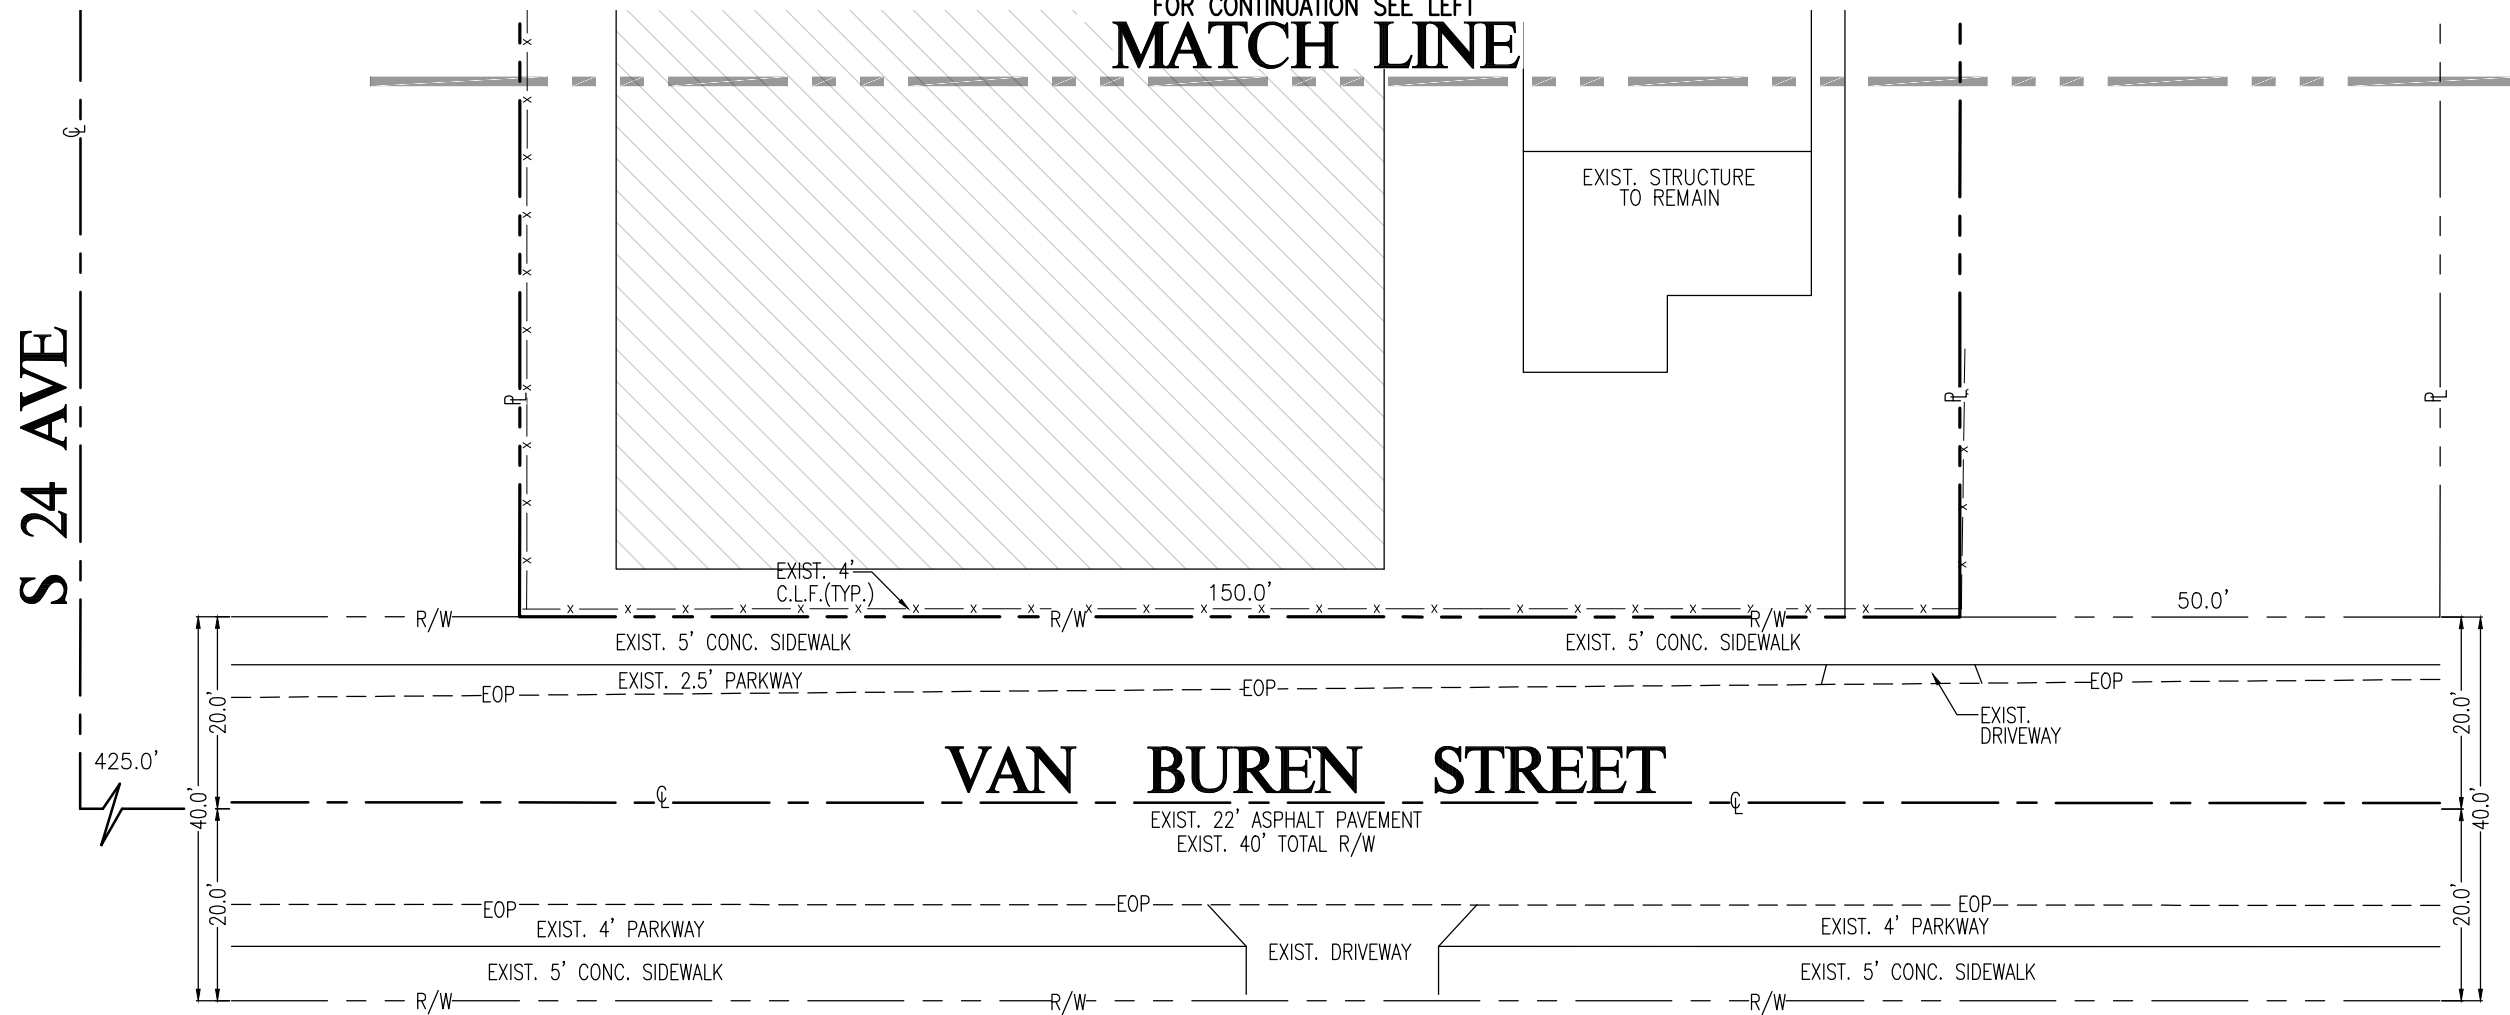 FOR CONTINUATION SEE LEFT
MATCH LINE
℄
EXIST. STRUCTURE
TO REMAIN
S 24 AVE
PL
PL
PL
EXIST. 4'
C.L.F.(TYP.)
150.0'
50.0'
R/W
R/W
R/W
EXIST. 5' CONC. SIDEWALK
EXIST. 5' CONC. SIDEWALK
EXIST. 2.5' PARKWAY
EOP
EOP
EOP
20.0'
20.0'
EXIST.
DRIVEWAY
425.0'
VAN BUREN STREET
40.0'
℄
℄
40.0'
EXIST. 22' ASPHALT PAVEMENT
EXIST. 40' TOTAL R/W
20.0'
20.0'
EOP
EOP
EOP
EXIST. 4' PARKWAY
EXIST. 4' PARKWAY
EXIST. DRIVEWAY
EXIST. 5' CONC. SIDEWALK
EXIST. 5' CONC. SIDEWALK
R/W
R/W
R/W